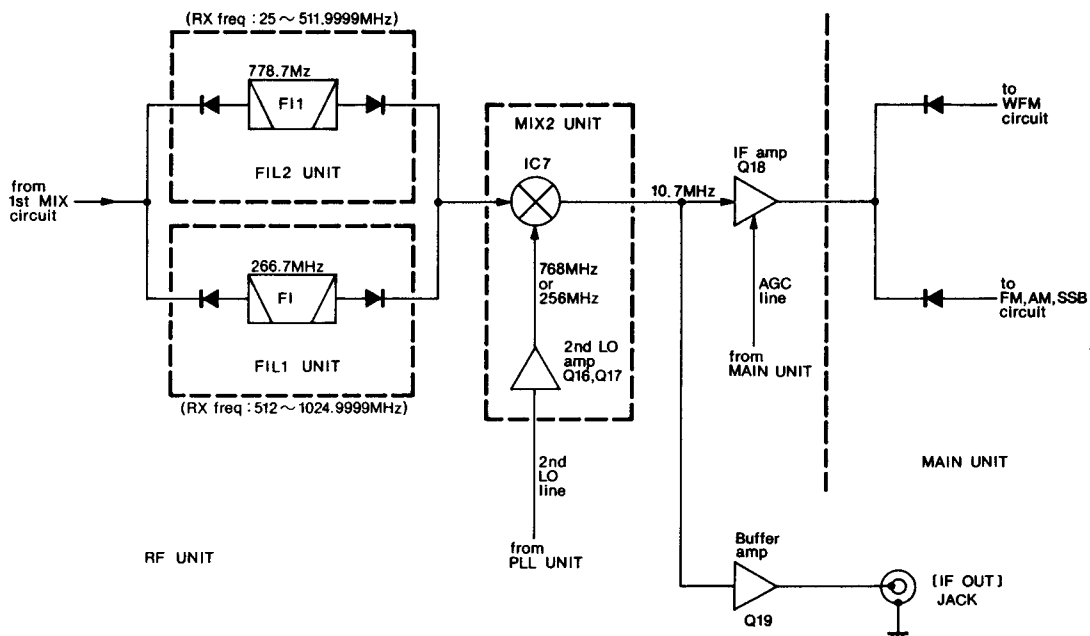 (RX freq : 25 ~ 511.9999MHz)
778.7Mz
FI1
FIL2 UNIT
from
1st MIX
circuit
266.7MHz
FI
FIL1 UNIT
(RX freq : 512 ~ 1024.9999MHz)
MIX2 UNIT
IC7
768MHz
or
256MHz
2nd LO
amp
Q16,Q17
2nd
LO
line
from
PLL UNIT
RF UNIT
10.7MHz
IF amp
Q18
AGC
line
from
MAIN UNIT
to
WFM
circuit
to
FM,AM,SSB
circuit
MAIN UNIT
Buffer
amp
Q19
[IF OUT]
JACK